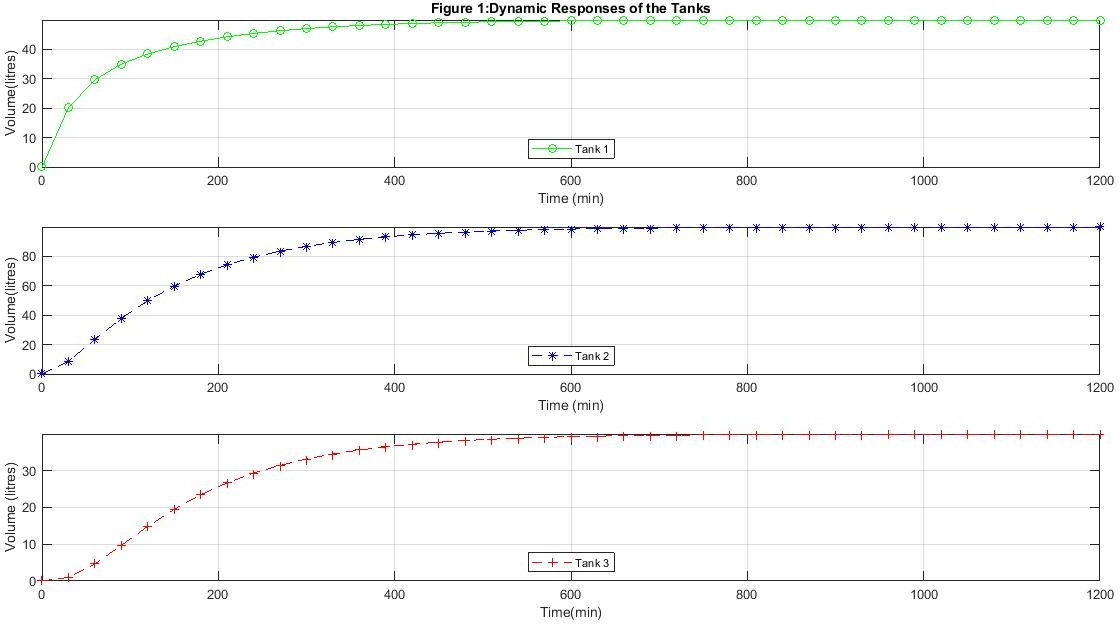 Figure 1:Dynamic Responses of the Tanks
Volume(litres)
40
30
20
10
0
Tank 1
0 200 400 600 800 1000 1200
Time (min)
Volume(litres)
80
60
40
20
0
Tank 2
0 200 400 600 800 1000 1200
Time (min)
Volume (litres)
30
20
10
0
Tank 3
0 200 400 600 800 1000 1200
Time(min)